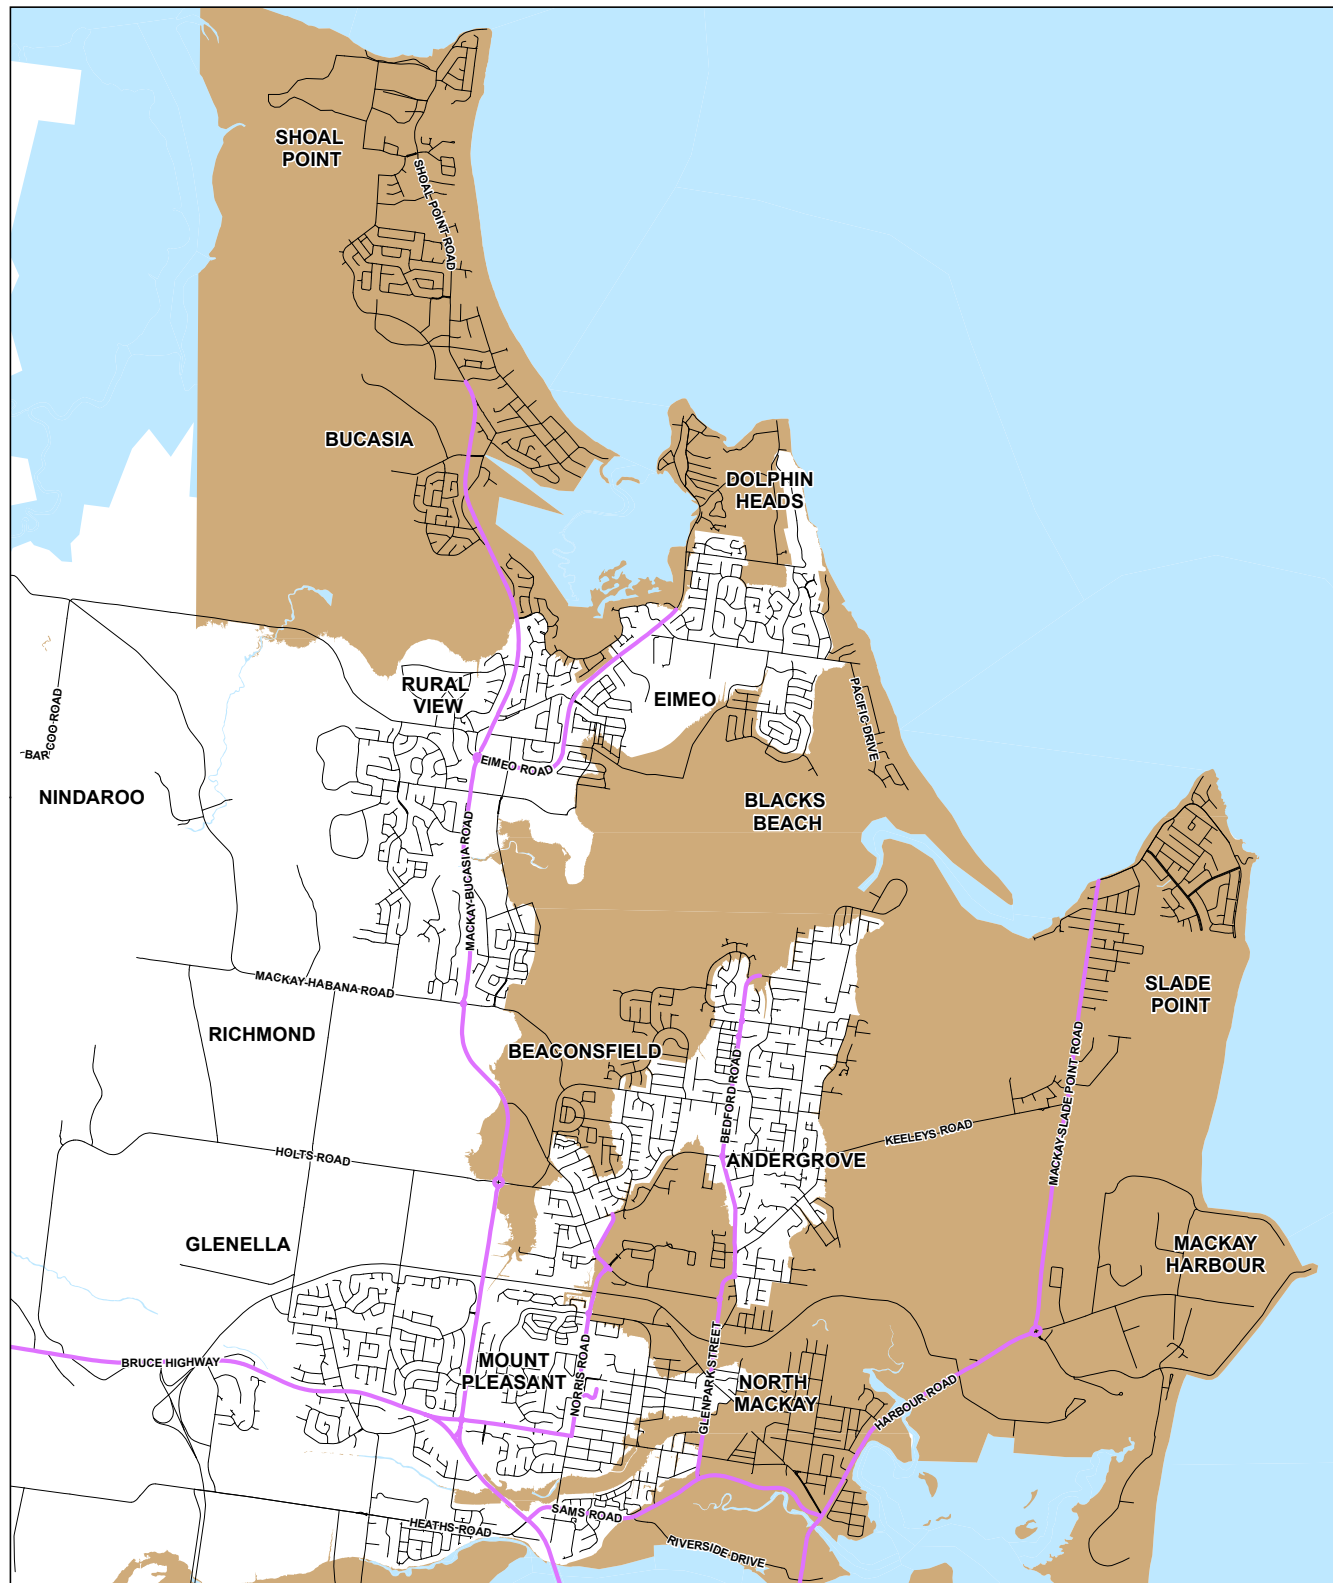 SHOAL
POINT
SHOAL POINT ROAD
BUCASIA
DOLPHIN
HEADS
RURAL
VIEW
EIMEO
PACIFIC DRIVE
BARCOO ROAD
EIMEO ROAD
NINDAROO
BLACKS
BEACH
MACKAY-BUCASIA ROAD
MACKAY-HABANA ROAD
SLADE
POINT
RICHMOND
BEACONSFIELD
BEDFORD ROAD
MACKAY-SLADE POINT ROAD
KEELEYS ROAD
HOLTS ROAD
ANDERGROVE
GLENELLA
MACKAY
HARBOUR
BRUCE HIGHWAY
MOUNT
PLEASANT
NORRIS ROAD
GLENPARK STREET
NORTH
MACKAY
HARBOUR ROAD
SAMS ROAD
HEATHS ROAD
RIVERSIDE DRIVE